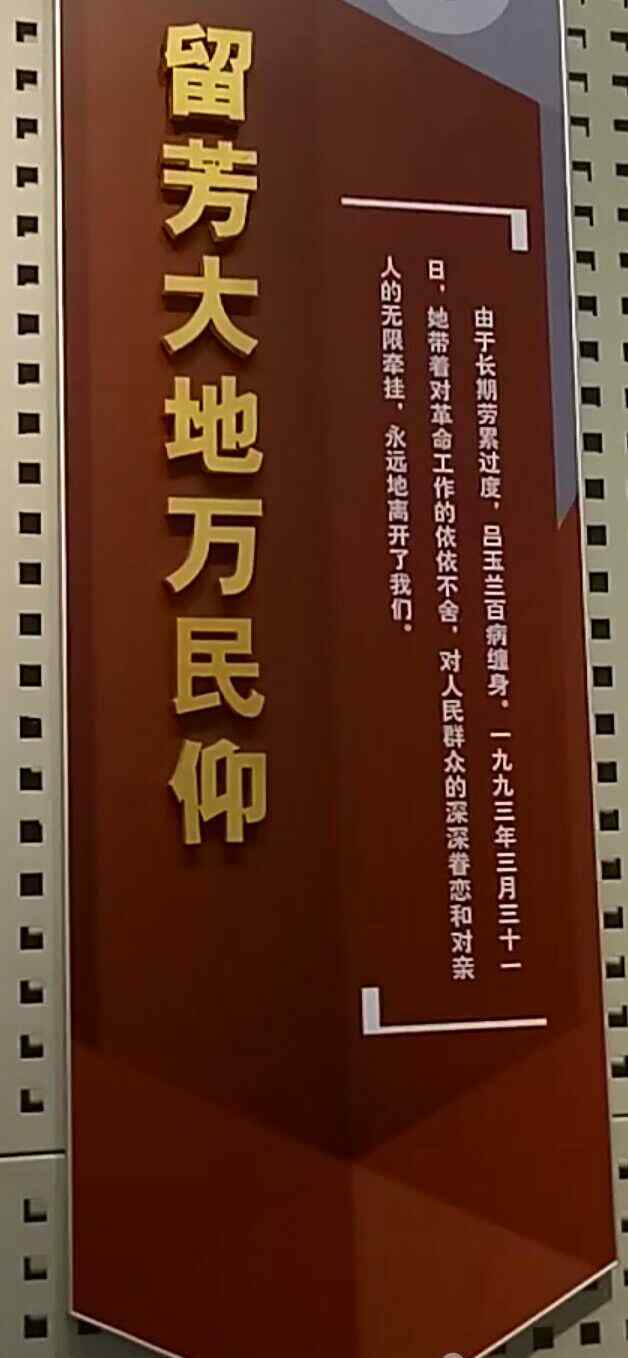 留芳大地万民仰
由于长期劳累过度，吕玉兰百病缠身。一九九三年三月三十一
日，她带着对革命工作的依依不舍，对人民群众的深深眷恋和对亲
人的无限牵挂，永远地离开了我们。